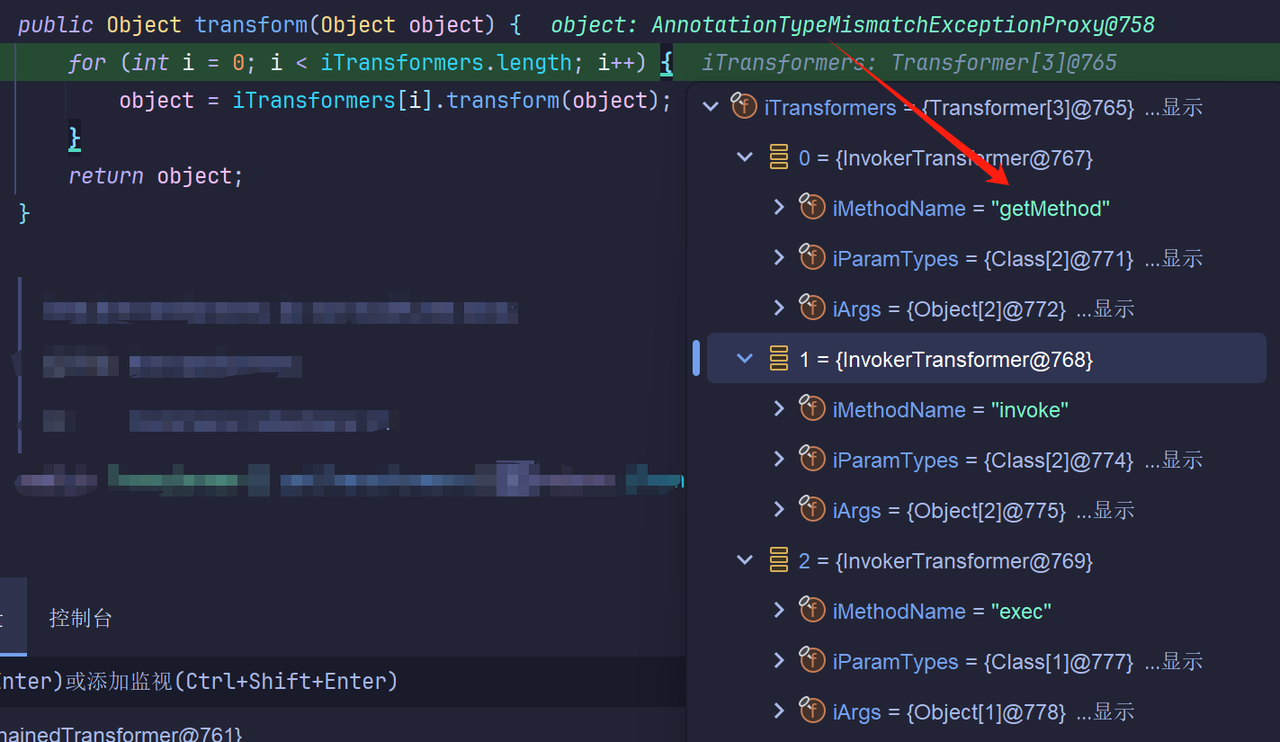 public Object transform(Object object) {  object: AnnotationTypeMismatchExceptionProxy@758
for (int i = 0; i < iTransformers.length; i++) {  iTransformers: Transformer[3]@765
object = iTransformers[i].transform(object);
}
return object;
}
iTransformers = {Transformer[3]@765} ...显示
0 = {InvokerTransformer@767}
iMethodName = "getMethod"
iParamTypes = {Class[2]@771} ...显示
iArgs = {Object[2]@772} ...显示
1 = {InvokerTransformer@768}
iMethodName = "invoke"
iParamTypes = {Class[2]@774} ...显示
iArgs = {Object[2]@775} ...显示
2 = {InvokerTransformer@769}
iMethodName = "exec"
iParamTypes = {Class[1]@777} ...显示
iArgs = {Object[1]@778} ...显示
控制台
Enter)或添加监视(Ctrl+Shift+Enter)
hainedTransformer@761}